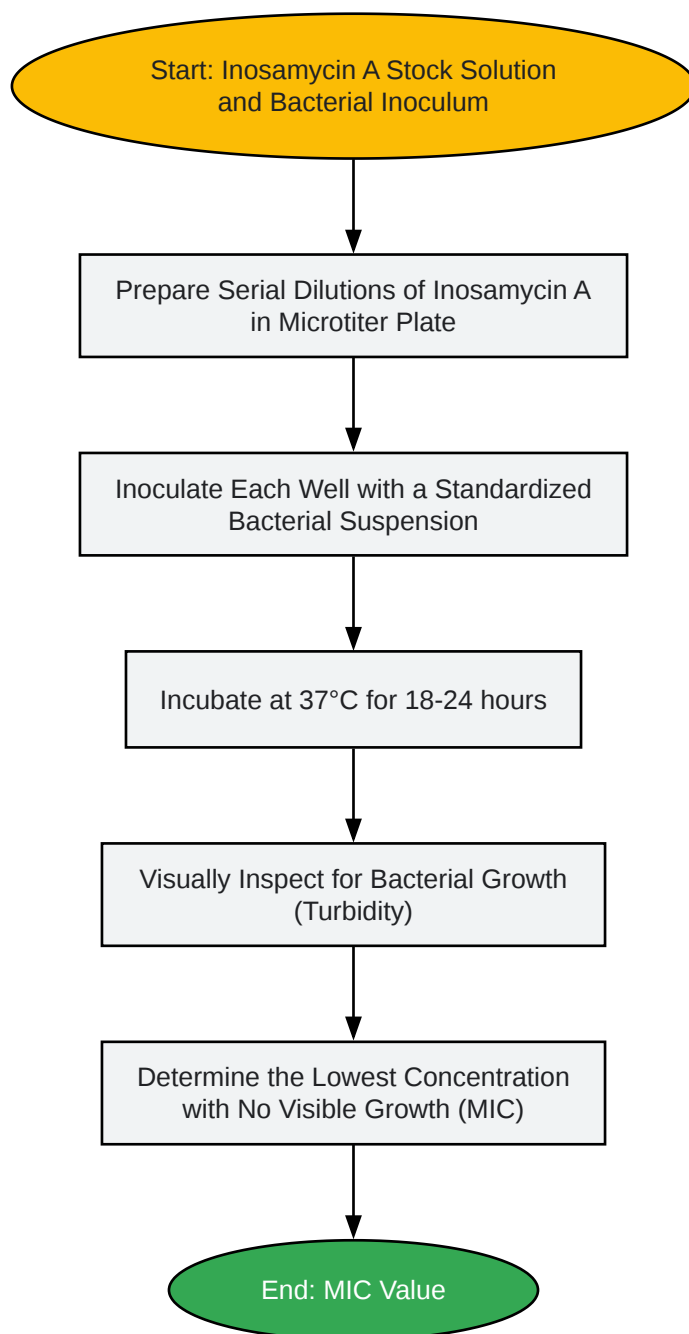 Start: Inosamycin A Stock Solution
and Bacterial Inoculum
Prepare Serial Dilutions of Inosamycin A
in Microtiter Plate
Inoculate Each Well with a Standardized
Bacterial Suspension
Incubate at 37°C for 18-24 hours
Visually Inspect for Bacterial Growth
(Turbidity)
Determine the Lowest Concentration
with No Visible Growth (MIC)
End: MIC Value